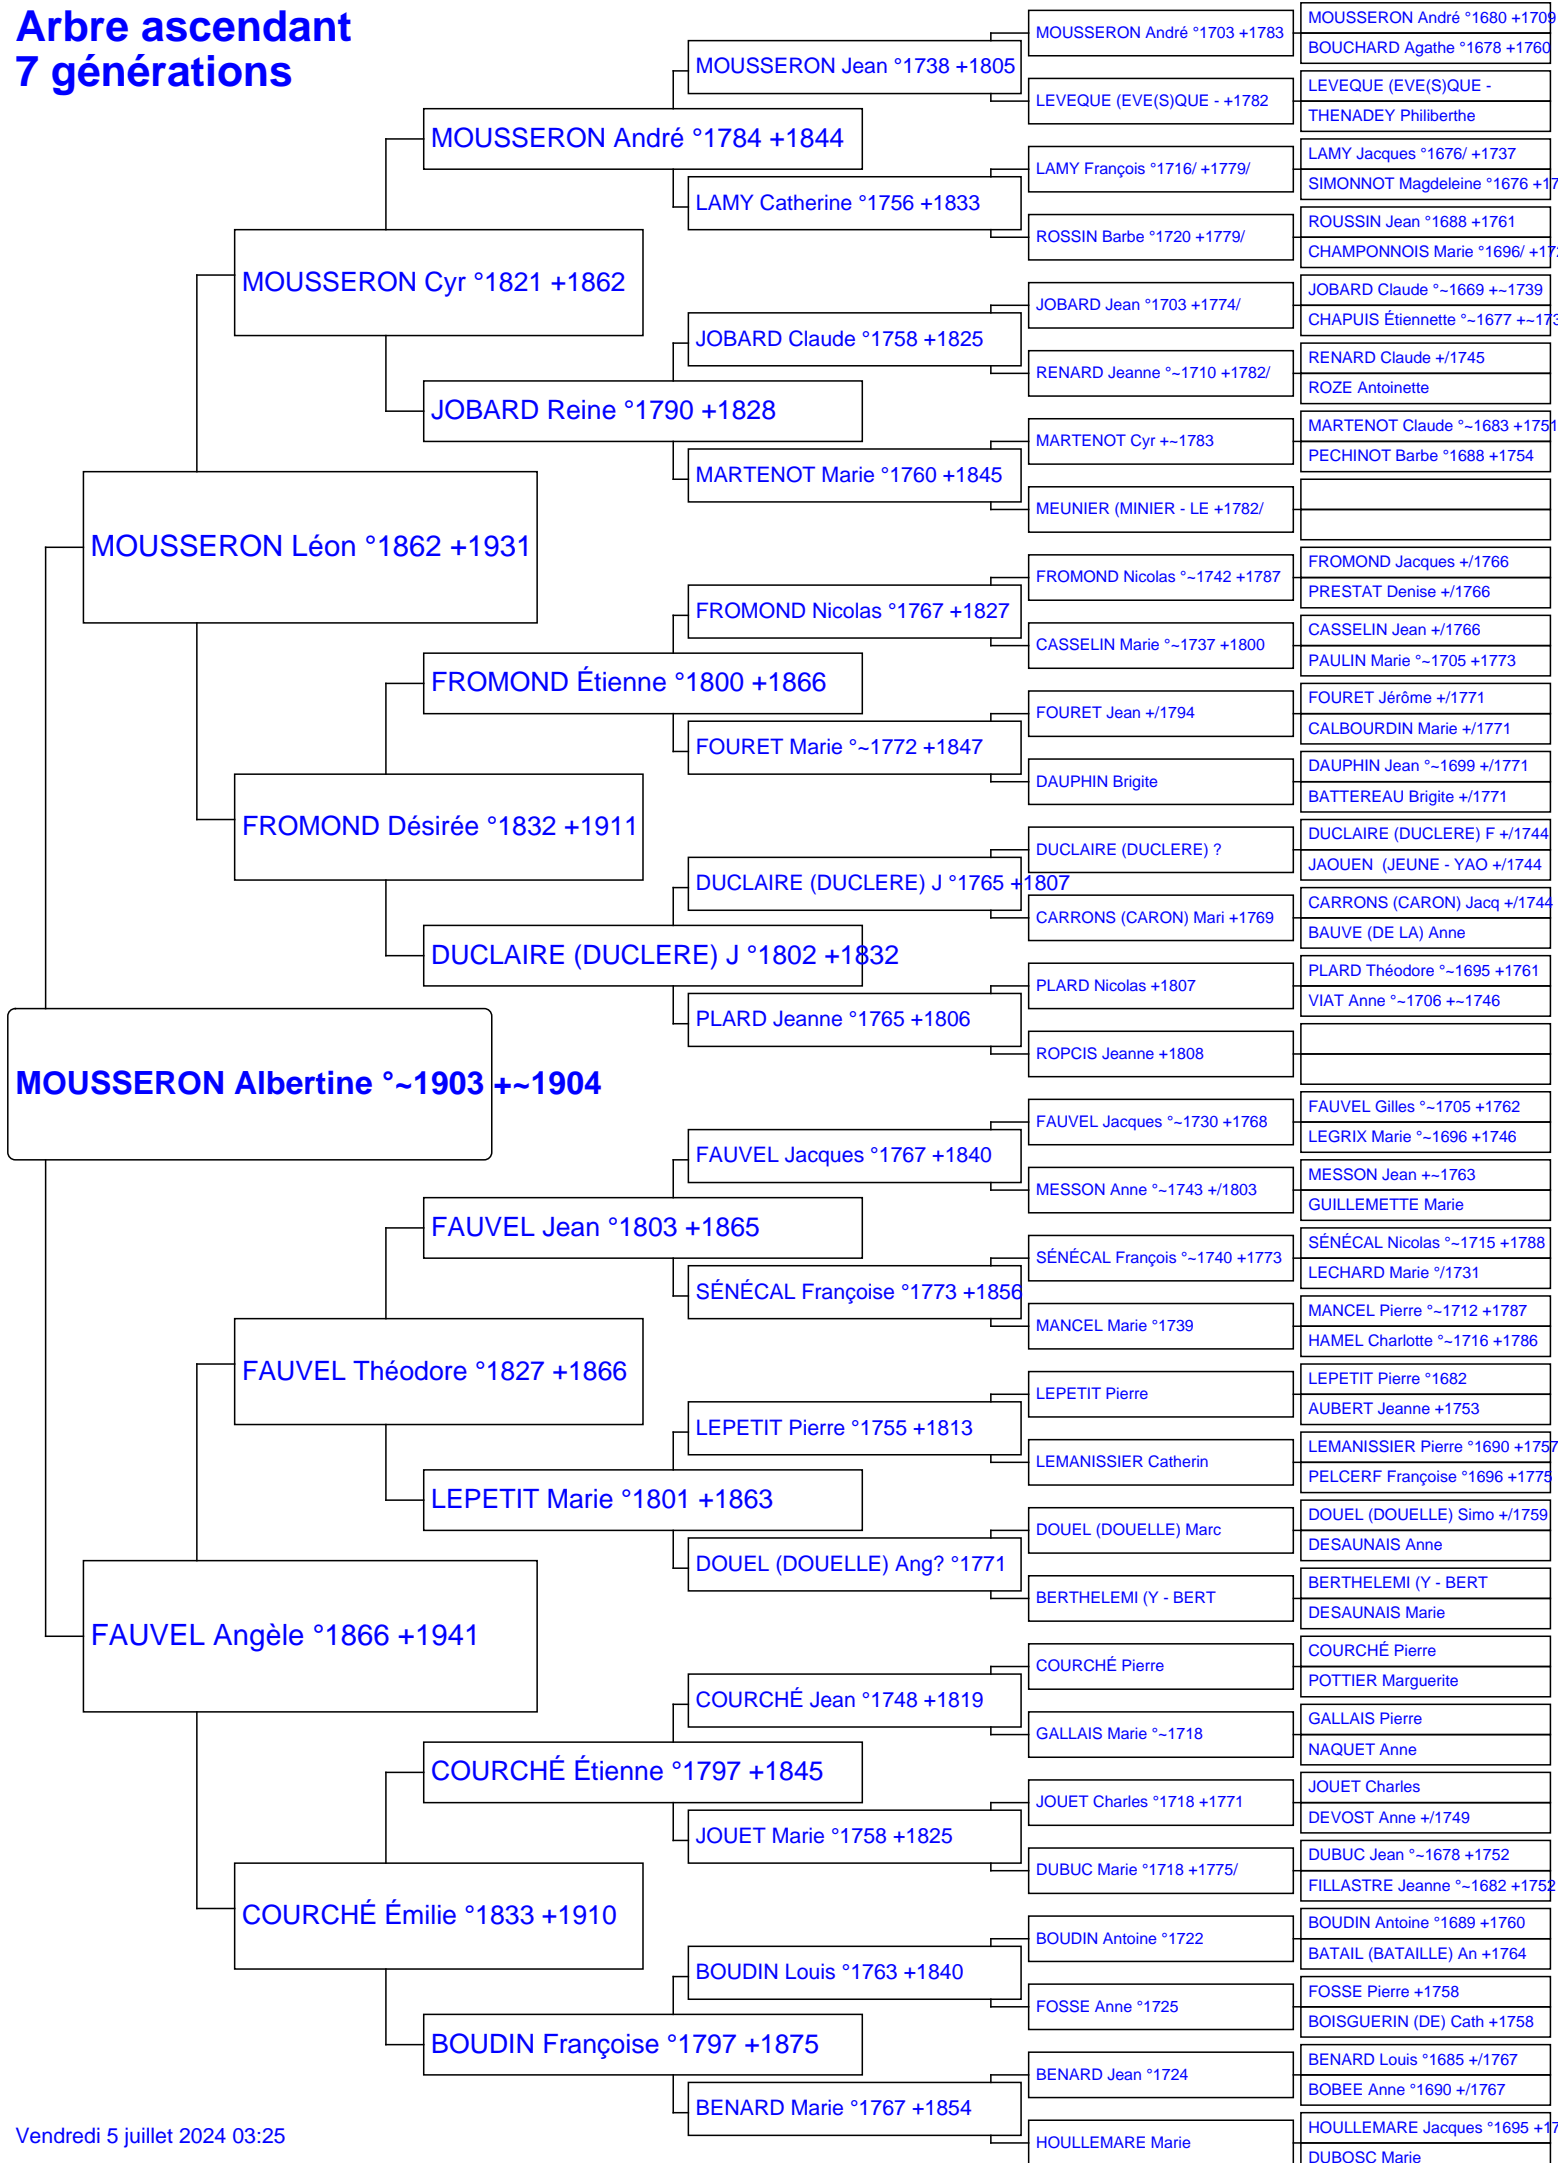 Arbre ascendant
7 générations
MOUSSERON Albertine °~1903 +~1904
MOUSSERON Léon °1862 +1931
FAUVEL Angèle °1866 +1941
MOUSSERON Cyr °1821 +1862
FROMOND Désirée °1832 +1911
FAUVEL Théodore °1827 +1866
COURCHÉ Émilie °1833 +1910
MOUSSERON André °1784 +1844
JOBARD Reine °1790 +1828
FROMOND Étienne °1800 +1866
DUCLAIRE (DUCLERE) J °1802 +1832
FAUVEL Jean °1803 +1865
LEPETIT Marie °1801 +1863
COURCHÉ Étienne °1797 +1845
BOUDIN Françoise °1797 +1875
MOUSSERON Jean °1738 +1805
LAMY Catherine °1756 +1833
JOBARD Claude °1758 +1825
MARTENOT Marie °1760 +1845
FROMOND Nicolas °1767 +1827
FOURET Marie °~1772 +1847
DUCLAIRE (DUCLERE) J °1765 +1807
PLARD Jeanne °1765 +1806
FAUVEL Jacques °1767 +1840
SÉNÉCAL Françoise °1773 +1856
LEPETIT Pierre °1755 +1813
DOUEL (DOUELLE) Ang? °1771
COURCHÉ Jean °1748 +1819
JOUET Marie °1758 +1825
BOUDIN Louis °1763 +1840
BENARD Marie °1767 +1854
MOUSSERON André °1703 +1783
LEVEQUE (EVE(S)QUE - +1782
LAMY François °1716/ +1779/
ROSSIN Barbe °1720 +1779/
JOBARD Jean °1703 +1774/
RENARD Jeanne °~1710 +1782/
MARTENOT Cyr +~1783
MEUNIER (MINIER - LE +1782/
FROMOND Nicolas °~1742 +1787
CASSELIN Marie °~1737 +1800
FOURET Jean +/1794
DAUPHIN Brigite
DUCLAIRE (DUCLERE) ?
CARRONS (CARON) Mari +1769
PLARD Nicolas +1807
ROPCIS Jeanne +1808
FAUVEL Jacques °~1730 +1768
MESSON Anne °~1743 +/1803
SÉNÉCAL François °~1740 +1773
MANCEL Marie °1739
LEPETIT Pierre
LEMANISSIER Catherin
DOUEL (DOUELLE) Marc
BERTHELEMI (Y - BERT
COURCHÉ Pierre
GALLAIS Marie °~1718
JOUET Charles °1718 +1771
DUBUC Marie °1718 +1775/
BOUDIN Antoine °1722
FOSSE Anne °1725
BENARD Jean °1724
HOULLEMARE Marie
MOUSSERON André °1680 +1709
BOUCHARD Agathe °1678 +1760
LEVEQUE (EVE(S)QUE -
THENADEY Philiberthe
LAMY Jacques °1676/ +1737
SIMONNOT Magdeleine °1676 +17
ROUSSIN Jean °1688 +1761
CHAMPONNOIS Marie °1696/ +172
JOBARD Claude °~1669 +~1739
CHAPUIS Étiennette °~1677 +~173
RENARD Claude +/1745
ROZE Antoinette
MARTENOT Claude °~1683 +1751
PECHINOT Barbe °1688 +1754
FROMOND Jacques +/1766
PRESTAT Denise +/1766
CASSELIN Jean +/1766
PAULIN Marie °~1705 +1773
FOURET Jérôme +/1771
CALBOURDIN Marie +/1771
DAUPHIN Jean °~1699 +/1771
BATTEREAU Brigite +/1771
DUCLAIRE (DUCLERE) F +/1744
JAOUEN  (JEUNE - YAO +/1744
CARRONS (CARON) Jacq +/1744
BAUVE (DE LA) Anne
PLARD Théodore °~1695 +1761
VIAT Anne °~1706 +~1746
FAUVEL Gilles °~1705 +1762
LEGRIX Marie °~1696 +1746
MESSON Jean +~1763
GUILLEMETTE Marie
SÉNÉCAL Nicolas °~1715 +1788
LECHARD Marie °/1731
MANCEL Pierre °~1712 +1787
HAMEL Charlotte °~1716 +1786
LEPETIT Pierre °1682
AUBERT Jeanne +1753
LEMANISSIER Pierre °1690 +1757
PELCERF Françoise °1696 +1775
DOUEL (DOUELLE) Simo +/1759
DESAUNAIS Anne
BERTHELEMI (Y - BERT
DESAUNAIS Marie
COURCHÉ Pierre
POTTIER Marguerite
GALLAIS Pierre
NAQUET Anne
JOUET Charles
DEVOST Anne +/1749
DUBUC Jean °~1678 +1752
FILLASTRE Jeanne °~1682 +1752
BOUDIN Antoine °1689 +1760
BATAIL (BATAILLE) An +1764
FOSSE Pierre +1758
BOISGUERIN (DE) Cath +1758
BENARD Louis °1685 +/1767
BOBEE Anne °1690 +/1767
HOULLEMARE Jacques °1695 +17
DUBOSC Marie
Vendredi 5 juillet 2024 03:25